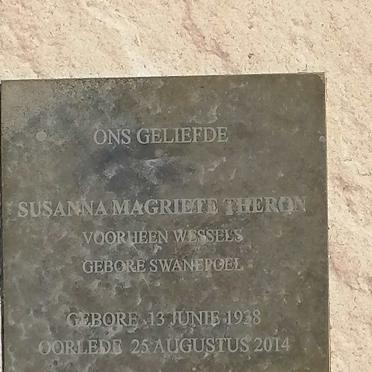 ONS GELIEFDE
SUSANNA MAGRIETE THERON
VOORHEEN WESSELS
GEBORE SWANEPOEL
GEBORE 13 JUNIE 1938
OORLEDE 25 AUGUSTUS 2014